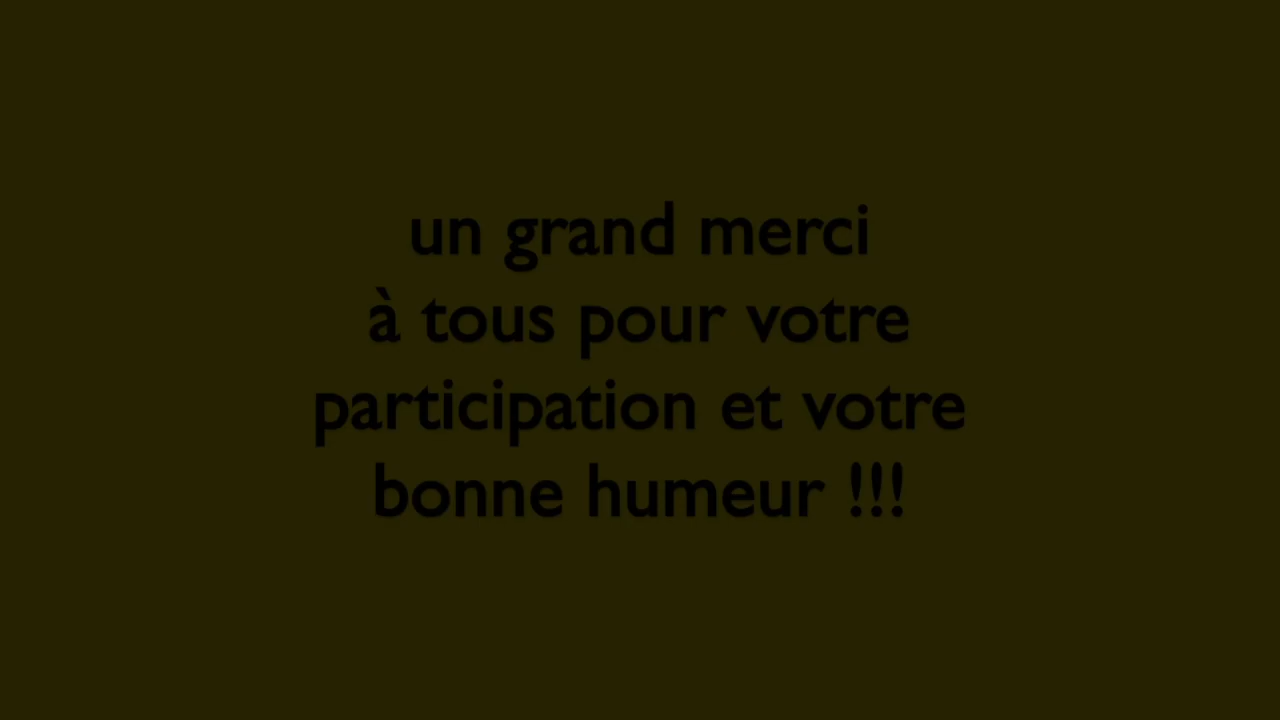 un grand merci
à tous pour votre
participation et votre
bonne humeur !!!